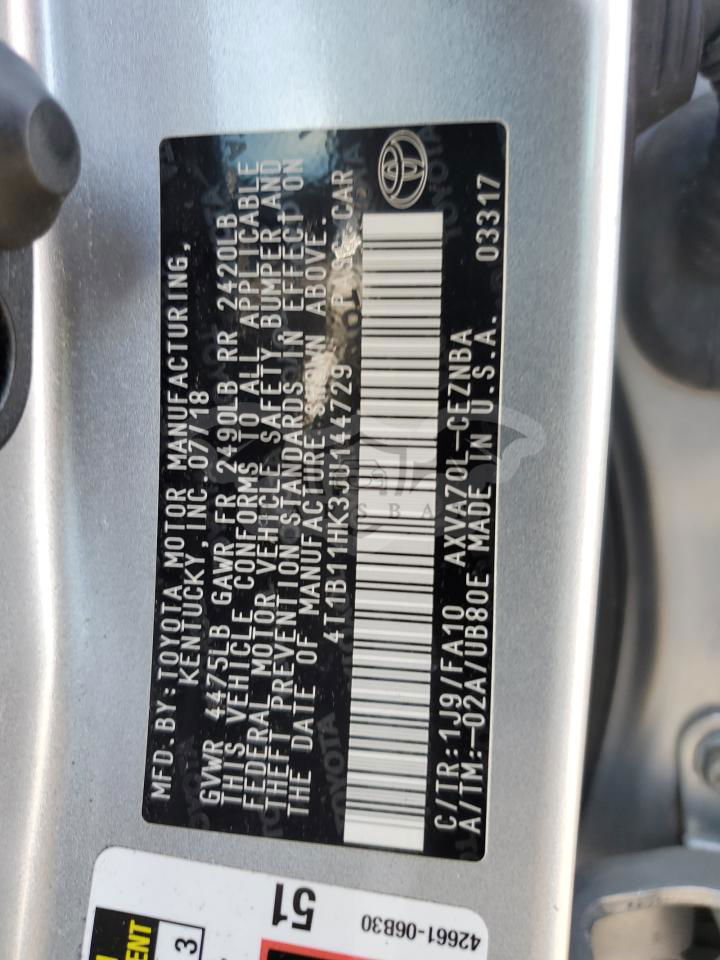 MFD.BY:TOYOTA MOTOR MANUFACTURING,
KENTUCKY, INC. 07/18
GVWR 4475LB GAWR FR 2490LB RR 2420LB
THIS VEHICLE CONFORMS TO ALL APPLICABLE
FEDERAL MOTOR VEHICLE SAFETY BUMPER AND
THEFT PREVENTION STANDARDS IN EFFECT ON
THE DATE OF MANUFACTURE SHOWN ABOVE.
4T1B11HK3JU144729 PASS CAR
C/TR:1J9/FA10 AXVA70L-CEZNBA
A/TM:-02A/UB80E MADE IN U.S.A. 03317
TOYOTA
51
42661-06B30
3